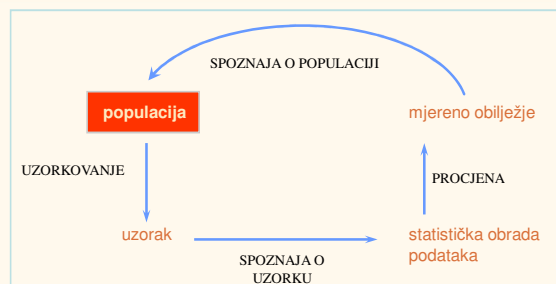 SPOZNAJA O POPULACIJI
populacija
mjereno obilježje
UZORKOVANJE
PROCJENA
uzorak
statistička obrada
podataka
SPOZNAJA O
UZORKU